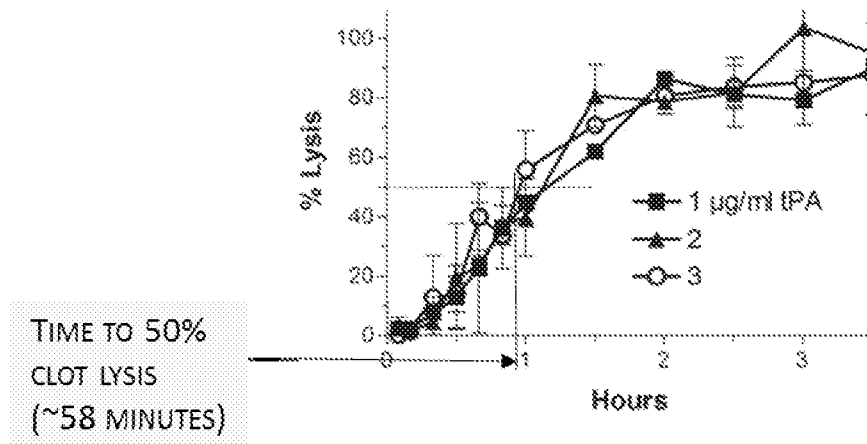 100
80
60
40
20
0
% Lysis
1 µg/ml tPA
2
3
0 1 2 3
Hours
TIME TO 50%
CLOT LYSIS
(~58 MINUTES)